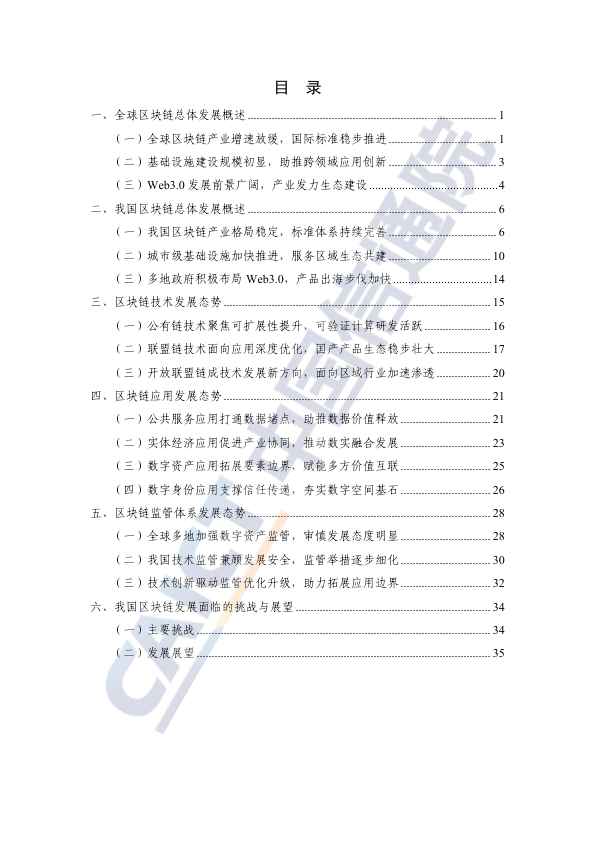 目 录
一、全球区块链总体发展概述 1
（一）全球区块链产业增速放缓，国际标准稳步推进 1
（二）基础设施建设规模初显，助推跨领域应用创新 3
（三）Web3.0 发展前景广阔，产业发力生态建设 4
二、我国区块链总体发展概述 6
（一）我国区块链产业格局稳定，标准体系持续完善 6
（二）城市级基础设施加快推进，服务区域生态共建 10
（三）多地政府积极布局 Web3.0，产品出海步伐加快 14
三、区块链技术发展态势 15
（一）公有链技术聚焦可扩展性提升，可验证计算研发活跃 16
（二）联盟链技术面向应用深度优化，国产产品生态稳步壮大 17
（三）开放联盟链成技术发展新方向，面向区域行业加速渗透 20
四、区块链应用发展态势 21
（一）公共服务应用打通数据堵点，助推数据价值释放 21
（二）实体经济应用促进产业协同，推动数实融合发展 23
（三）数字资产应用拓展要素边界，赋能多方价值互联 25
（四）数字身份应用支撑信任传递，夯实数字空间基石 26
五、区块链监管体系发展态势 28
（一）全球多地加强数字资产监管，审慎发展态度明显 28
（二）我国技术监管兼顾发展安全，监管举措逐步细化 30
（三）技术创新驱动监管优化升级，助力拓展应用边界 32
六、我国区块链发展面临的挑战与展望 34
（一）主要挑战 34
（二）发展展望 35
CAICT 中国信通院